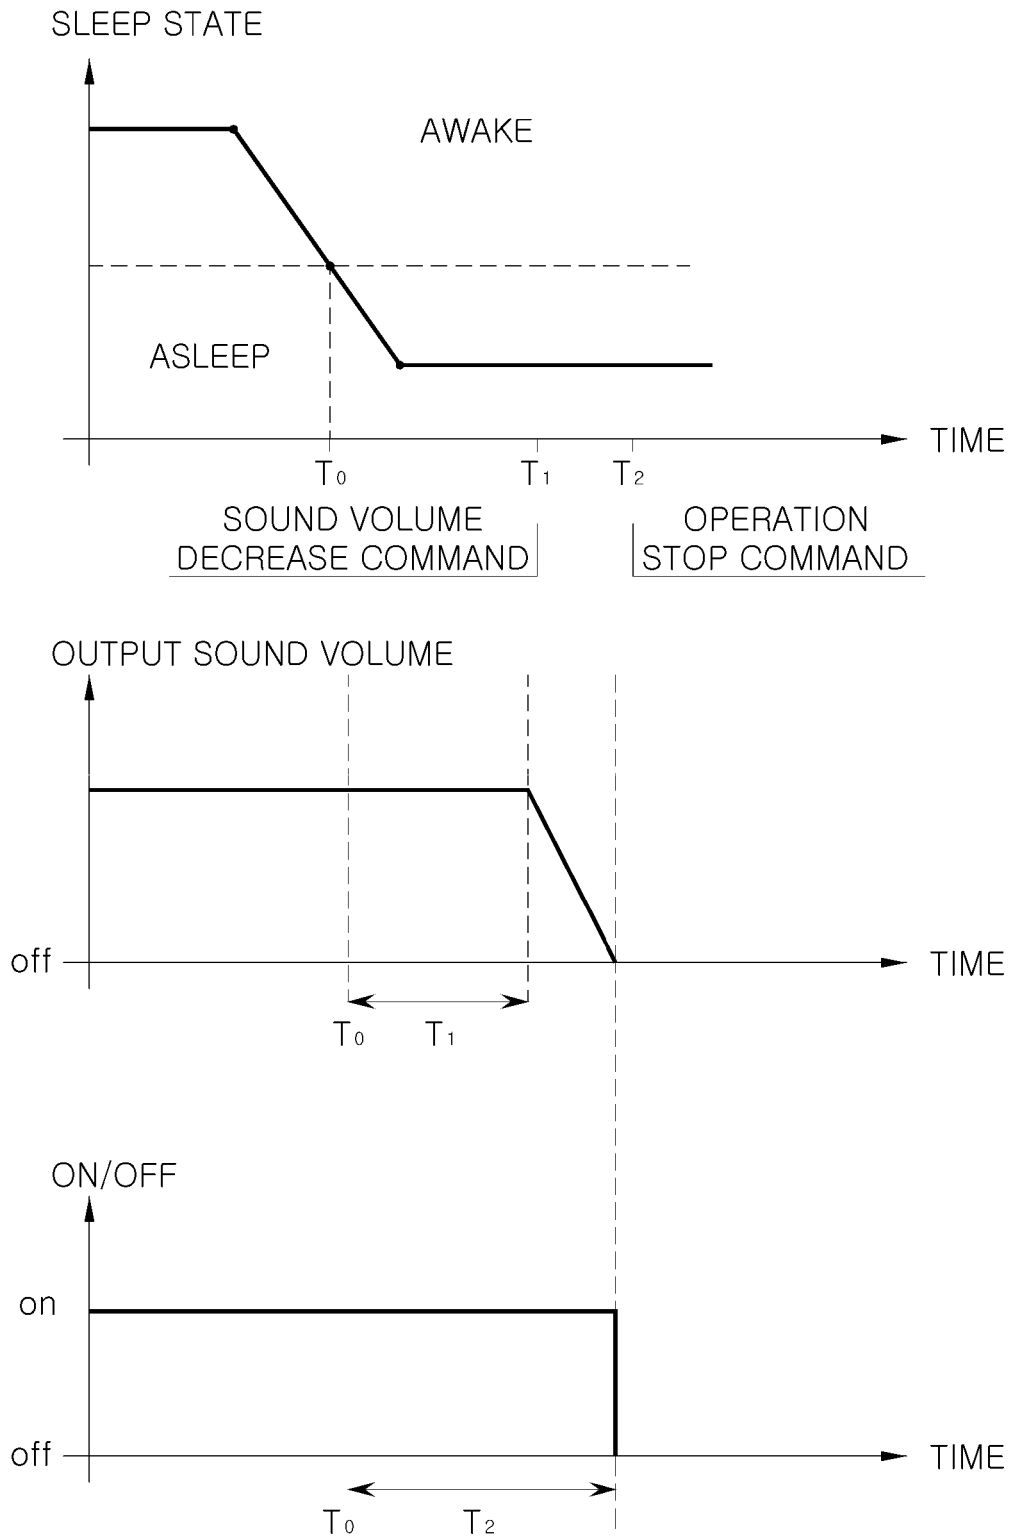 SLEEP STATE
AWAKE
ASLEEP
TIME
T0 T1 T2
SOUND VOLUME
DECREASE COMMAND
OPERATION
STOP COMMAND
OUTPUT SOUND VOLUME
off
TIME
T0 T1
ON/OFF
on
off
TIME
T0 T2